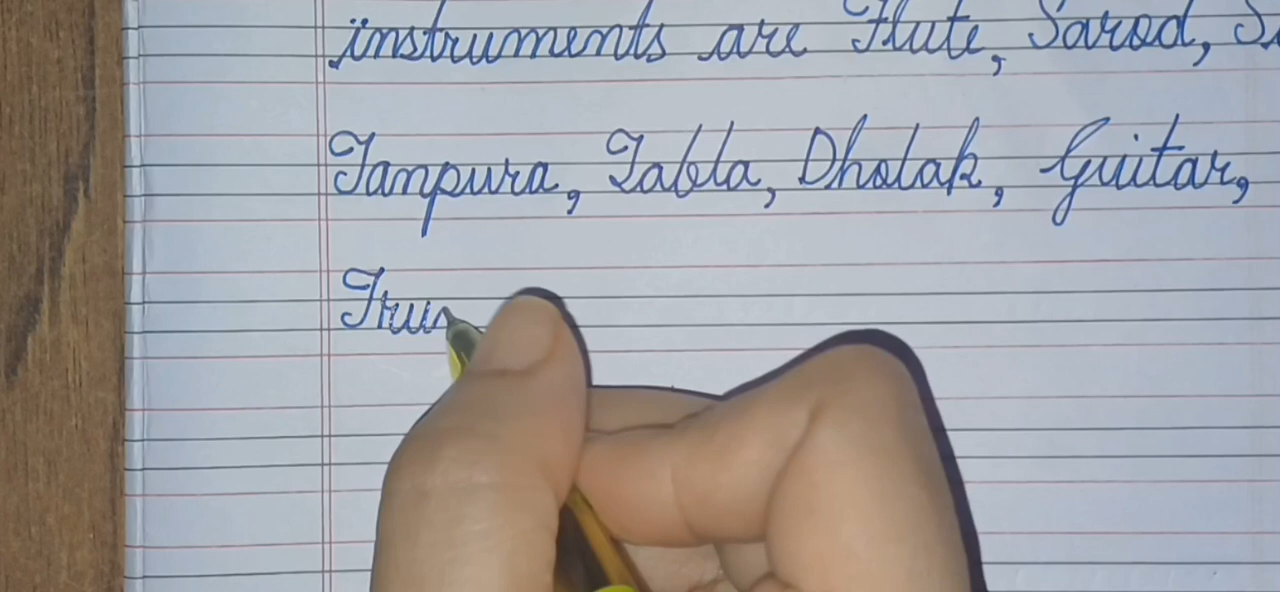 instruments are Flute, Sarod,
Tanpura, Tabla, Dholak, Guitar,